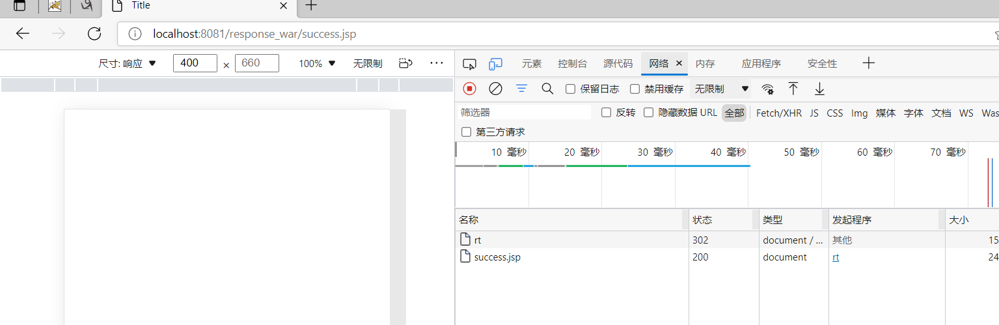 Title
localhost:8081/response_war/success.jsp
尺寸: 响应 400 × 660 100% 无限制
元素 控制台 源代码 网络 内存 应用程序 安全性
保留日志 禁用缓存 无限制
筛选器 反转 隐藏数据 URL 全部 Fetch/XHR JS CSS Img 媒体 字体 文档 WS Was
第三方请求
10 毫秒 20 毫秒 30 毫秒 40 毫秒 50 毫秒 60 毫秒 70 毫秒
名称 状态 类型 发起程序 大小
rt 302 document / ... 其他 15
success.jsp 200 document rt 24